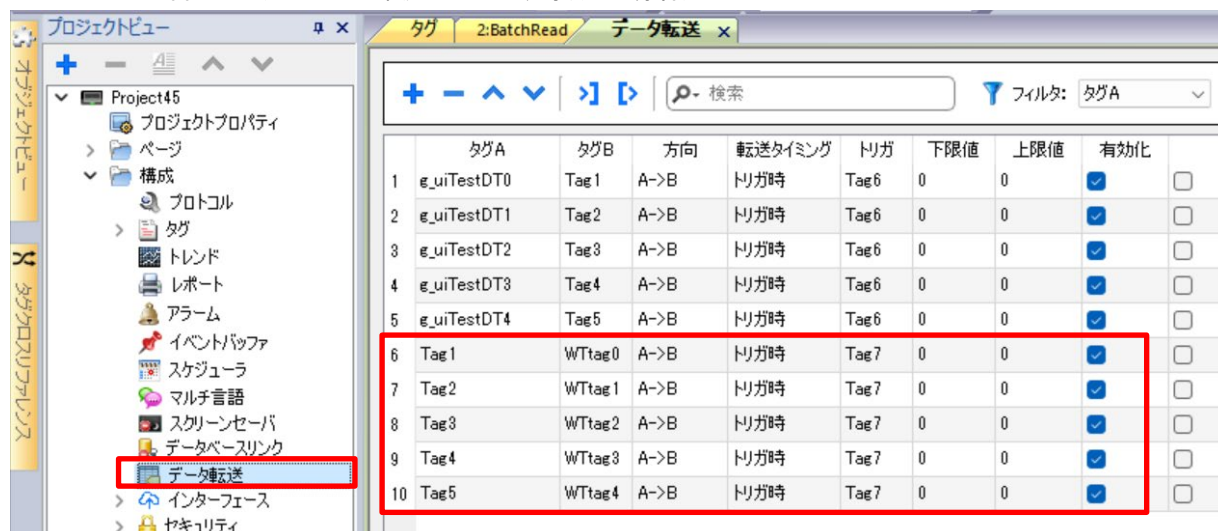 プロジェクトビュー
Project45
プロジェクトプロパティ
ページ
構成
プロトコル
タグ
トレンド
レポート
アラーム
イベントバッファ
スケジューラ
マルチ言語
スクリーンセーバ
データベースリンク
データ転送
インターフェース
セキュリティ
オブジェクトビュー
タグクロスリファレンス
タグ 2:BatchRead データ転送
検索 フィルタ: タグA
タグA タグB 方向 転送タイミング トリガ 下限値 上限値 有効化
1 g_uiTestDT0 Tag1 A->B トリガ時 Tag6 0 0
2 g_uiTestDT1 Tag2 A->B トリガ時 Tag6 0 0
3 g_uiTestDT2 Tag3 A->B トリガ時 Tag6 0 0
4 g_uiTestDT3 Tag4 A->B トリガ時 Tag6 0 0
5 g_uiTestDT4 Tag5 A->B トリガ時 Tag6 0 0
6 Tag1 WTtag0 A->B トリガ時 Tag7 0 0
7 Tag2 WTtag1 A->B トリガ時 Tag7 0 0
8 Tag3 WTtag2 A->B トリガ時 Tag7 0 0
9 Tag4 WTtag3 A->B トリガ時 Tag7 0 0
10 Tag5 WTtag4 A->B トリガ時 Tag7 0 0